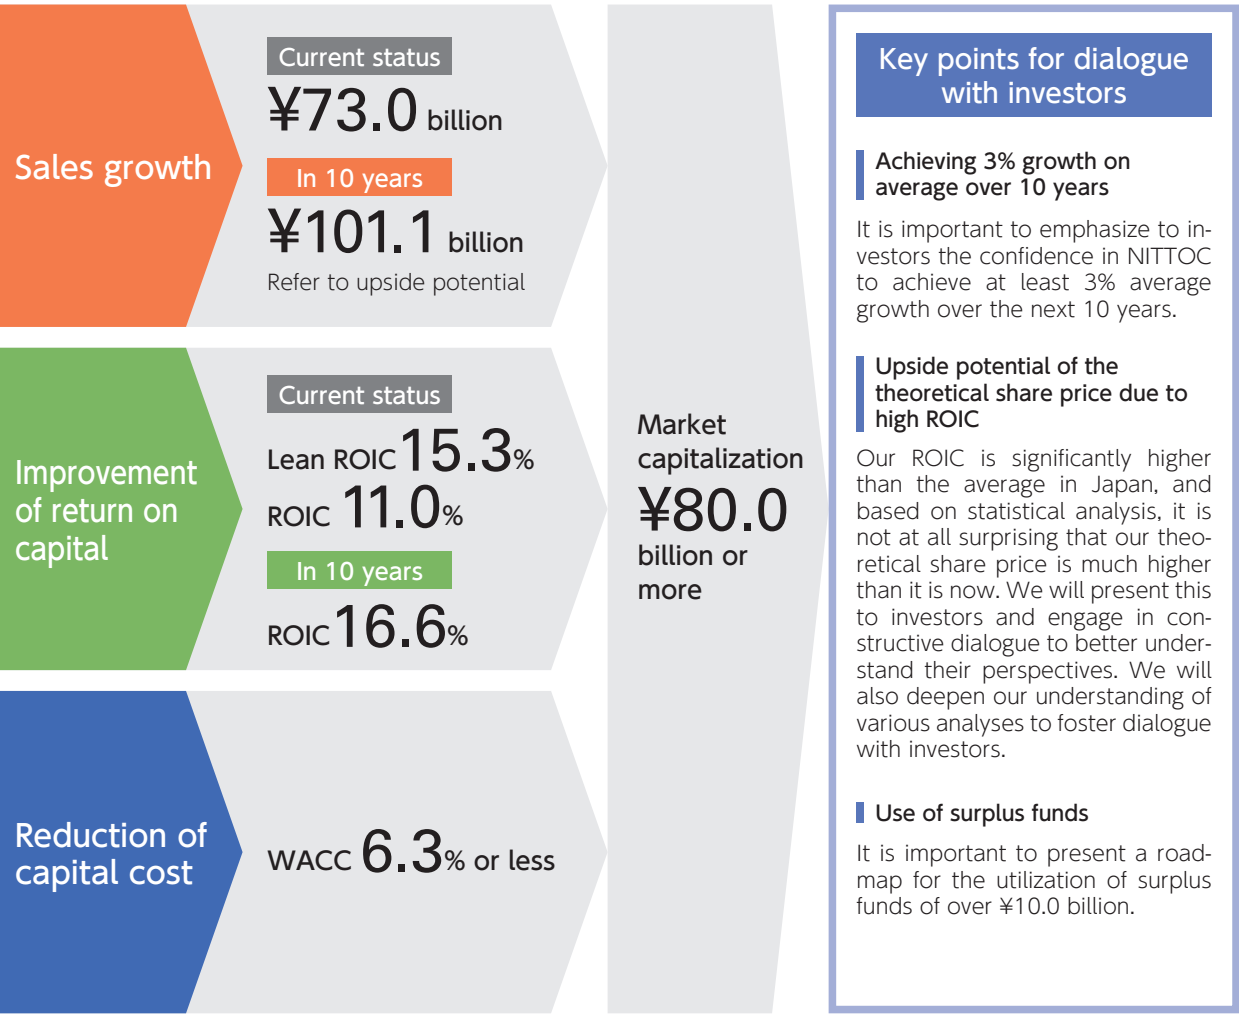 Sales growth
Current status
¥73.0 billion
In 10 years
¥101.1 billion
Refer to upside potential
Improvement
of return on
capital
Current status
Lean ROIC 15.3%
ROIC 11.0%
In 10 years
ROIC 16.6%
Reduction of
capital cost
WACC 6.3% or less
Market
capitalization
¥80.0
billion or
more
Key points for dialogue
with investors
Achieving 3% growth on
average over 10 years
It is important to emphasize to in-
vestors the confidence in NITTOC
to achieve at least 3% average
growth over the next 10 years.
Upside potential of the
theoretical share price due to
high ROIC
Our ROIC is significantly higher
than the average in Japan, and
based on statistical analysis, it is
not at all surprising that our theo-
retical share price is much higher
than it is now. We will present this
to investors and engage in con-
structive dialogue to better under-
stand their perspectives. We will
also deepen our understanding of
various analyses to foster dialogue
with investors.
Use of surplus funds
It is important to present a road-
map for the utilization of surplus
funds of over ¥10.0 billion.